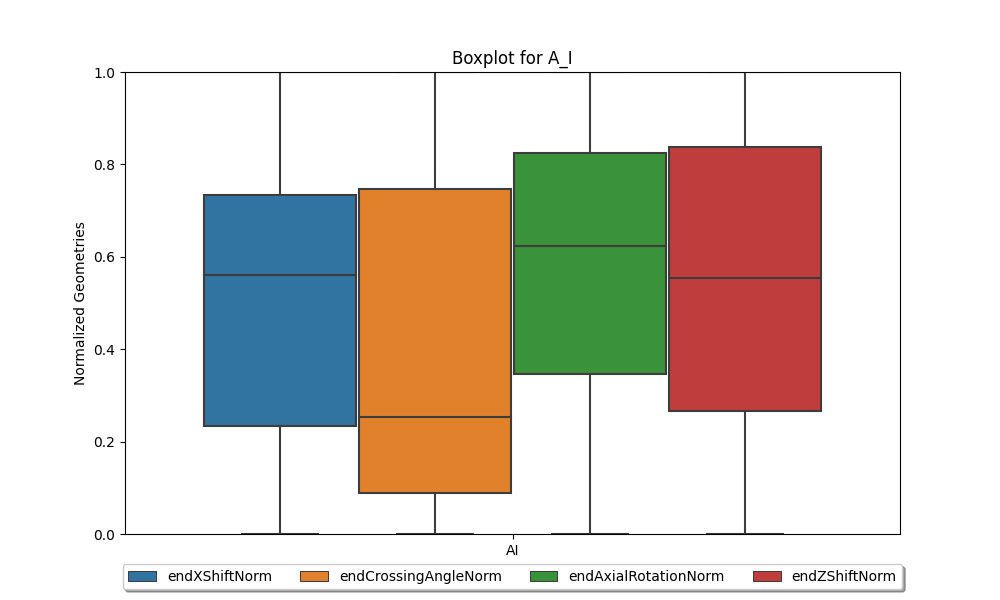 Boxplot for A_I
1.0
0.8
0.6
0.4
0.2
0.0
Normalized Geometries
AI
endXShiftNorm endCrossingAngleNorm endAxialRotationNorm endZShiftNorm